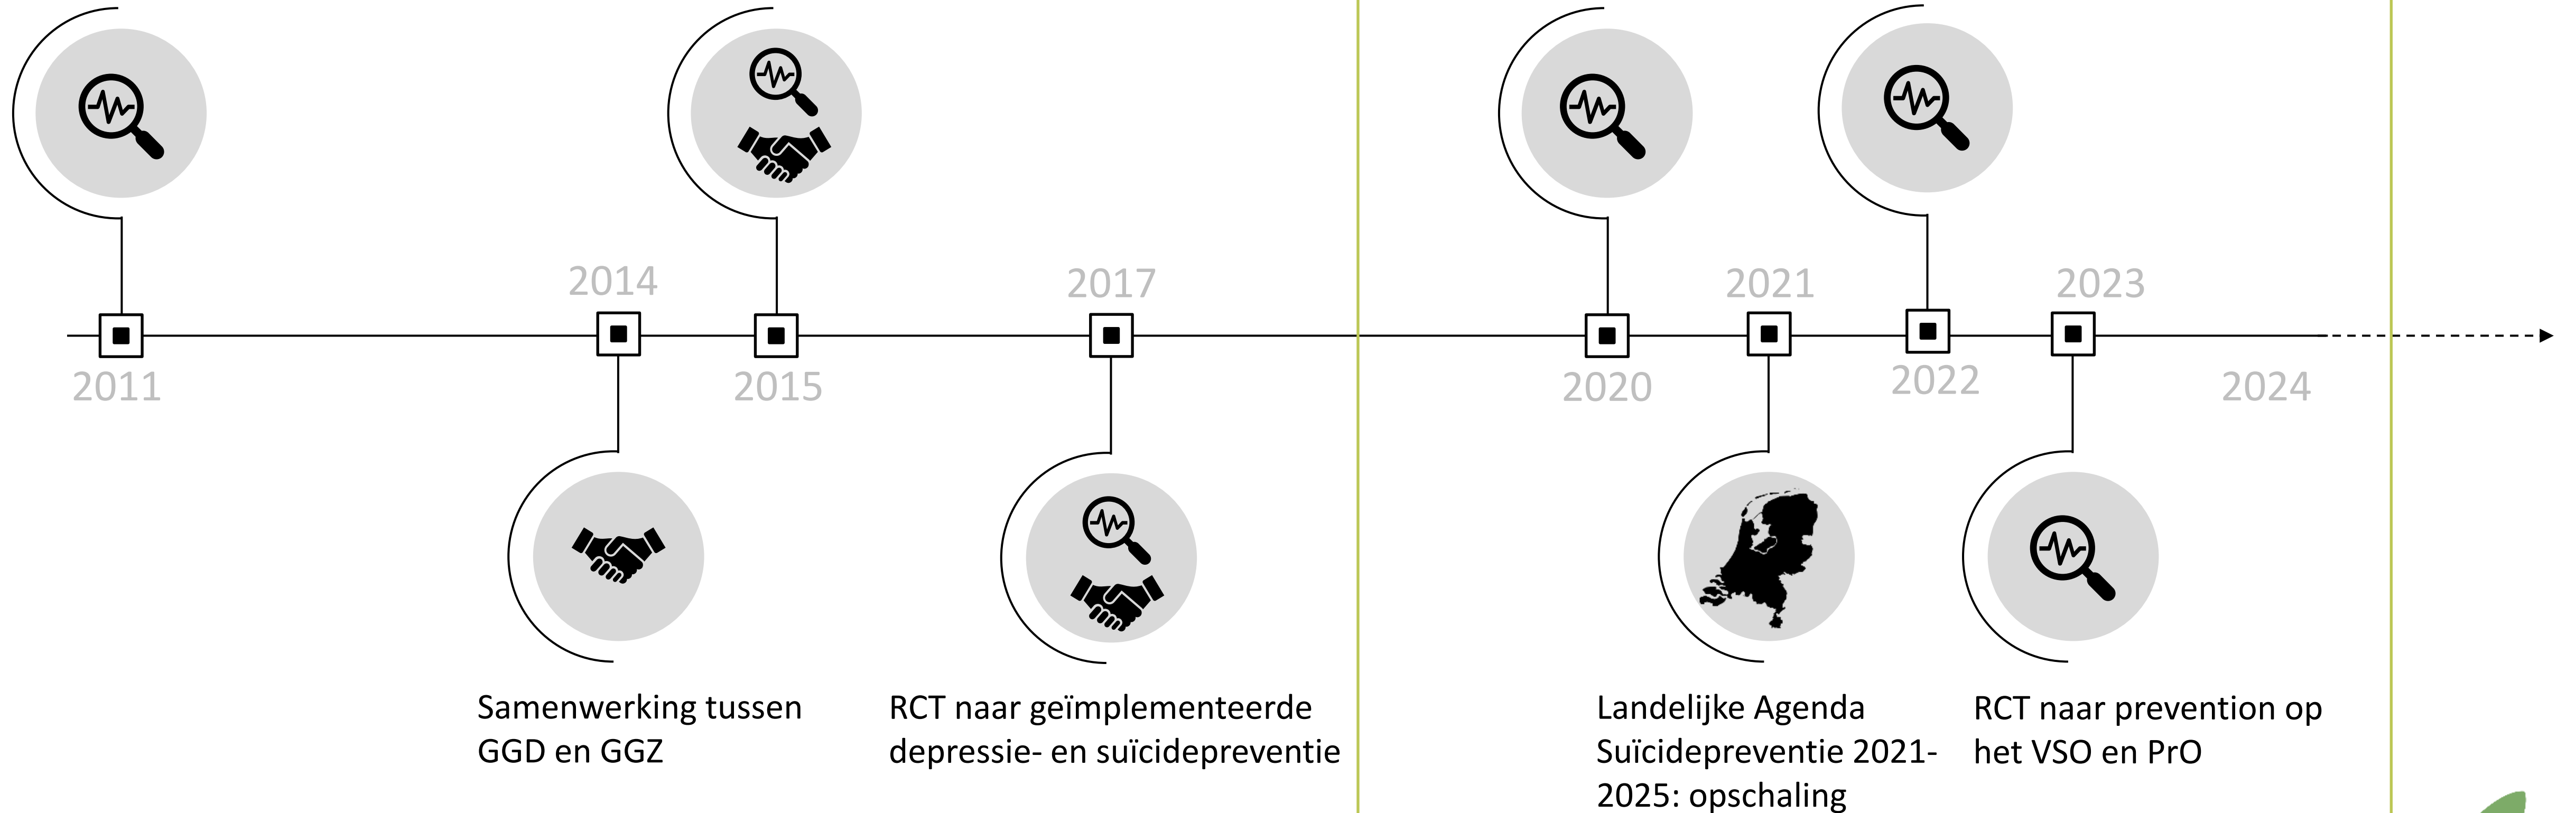 2014
2017
2021
2023
2011
2015
2020
2022
2024
Samenwerking tussen
GGD en GGZ
RCT naar geïmplementeerde
depressie- en suïcidepreventie
Landelijke Agenda
Suïcidepreventie 2021-
2025: opschaling
RCT naar prevention op
het VSO en PrO